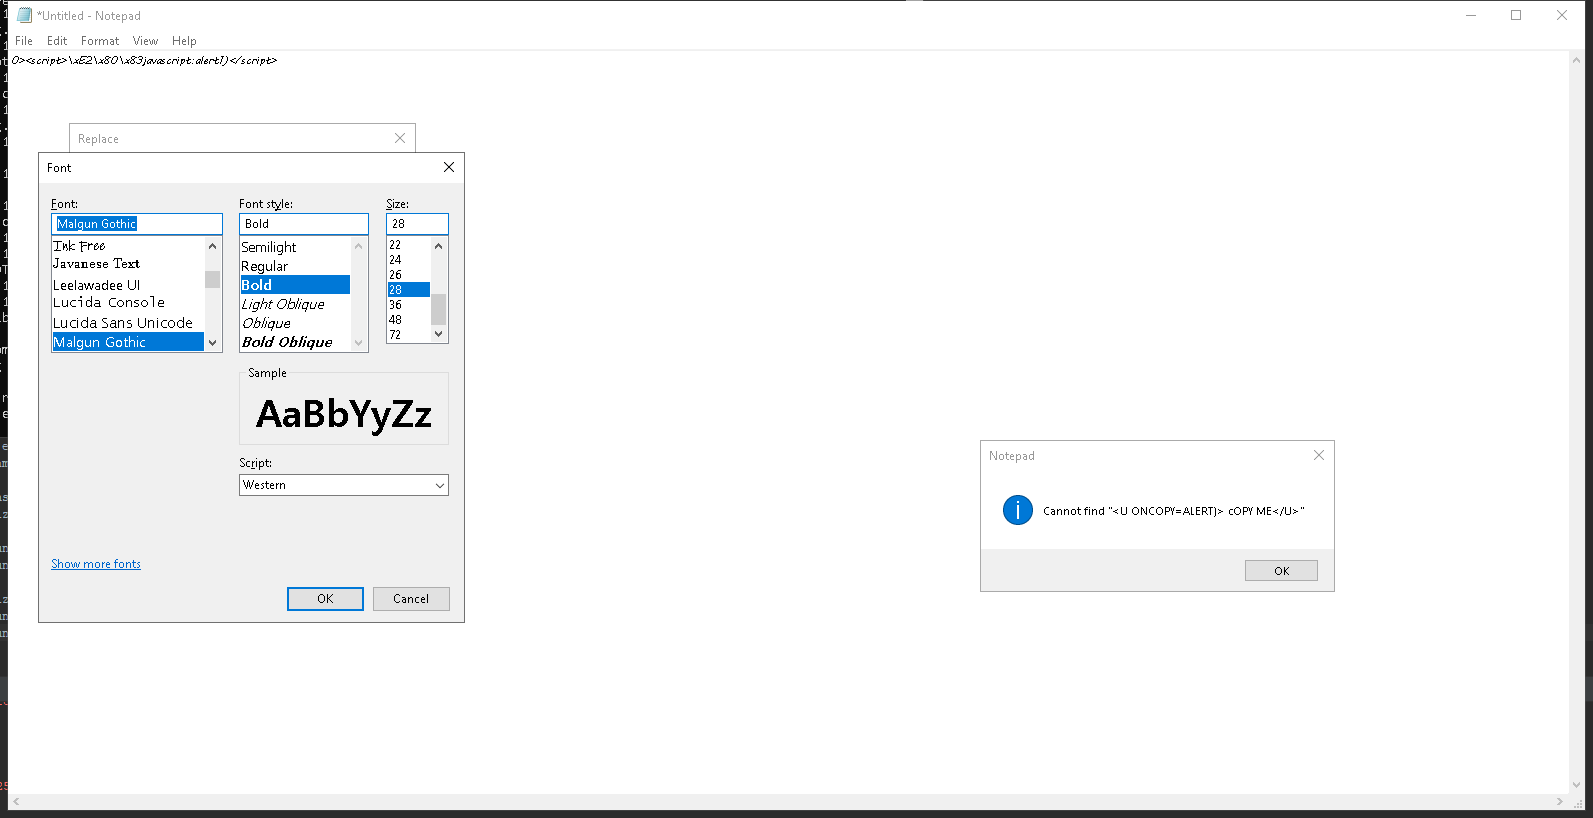 *Untitled - Notepad
File Edit Format View Help
0><script>\xE2\x80\x83javascript:alert1)</script>
Replace
Font
Font: Font style: Size:
Malgun Gothic Bold 28
Ink Free
Javanese Text
Leelawadee UI
Lucida Console
Lucida Sans Unicode
Malgun Gothic
Semilight
Regular
Bold
Light Oblique
Oblique
Bold Oblique
22
24
26
28
36
48
72
Sample
AaBbYyZz
Script:
Western
Show more fonts
OK Cancel
Notepad
Cannot find "<U ONCOPY=ALERT)> cOPY ME</U>"
OK